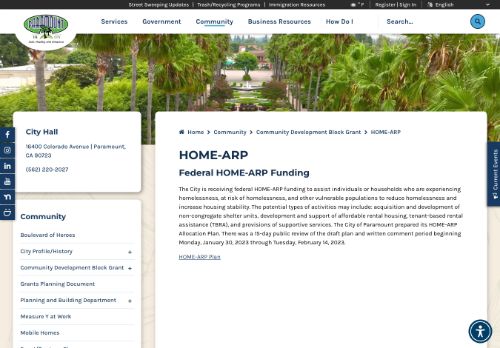 Street Sweeping Updates | Trash/Recycling Programs | Immigration Resources
°F | Register | Sign In | English
PARAMOUNT
Services Government Community Business Resources How Do I Search...
City Hall
16400 Colorado Avenue | Paramount,
CA 90723
(562) 220-2027
Community
Boulevard of Heroes
City Profile/History +
Community Development Block Grant +
Grants Planning Document
Planning and Building Department +
Measure Y at Work
Mobile Homes
Home > Community > Community Development Block Grant > HOME-ARP
HOME-ARP
Federal HOME-ARP Funding
The City is receiving federal HOME-ARP funding to assist individuals or households who are experiencing
homelessness, at risk of homelessness, and other vulnerable populations to reduce homelessness and
increase housing stability. The potential types of activities may include: acquisition and development of
non-congregate shelter units, development and support of affordable rental housing, tenant-based rental
assistance (TBRA), and provisions of supportive services. The City of Paramount prepared its HOME-ARP
Allocation Plan. There was a 15-day public review of the draft plan and written comment period beginning
Monday, January 30, 2023 through Tuesday, February 14, 2023.
HOME-ARP Plan
Current Events